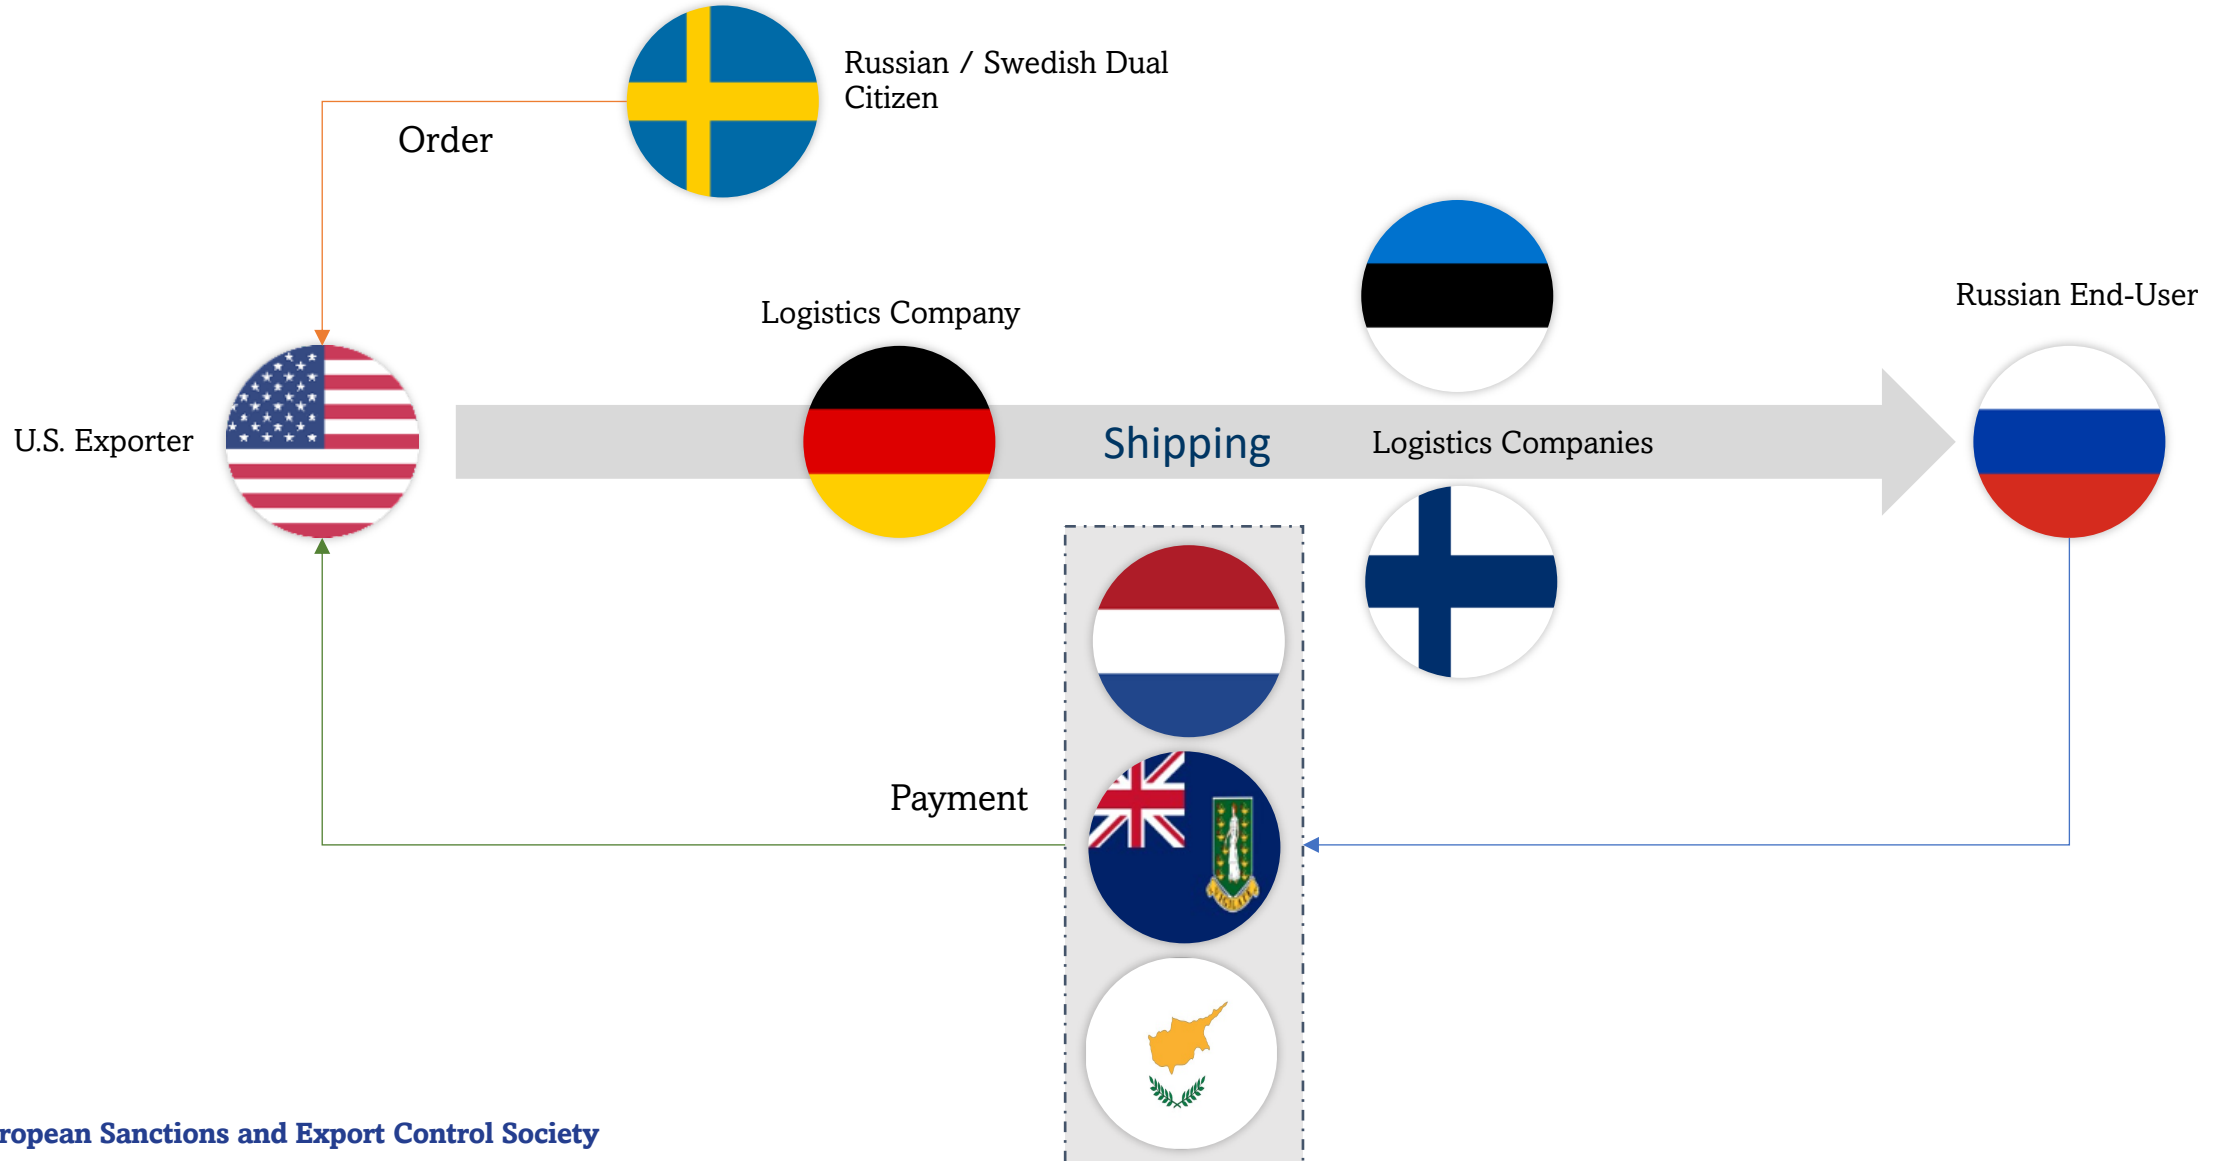 Russian / Swedish Dual
Citizen
Order
Logistics Company
Russian End-User
U.S. Exporter
Shipping
Logistics Companies
Payment
ropean Sanctions and Export Control Society